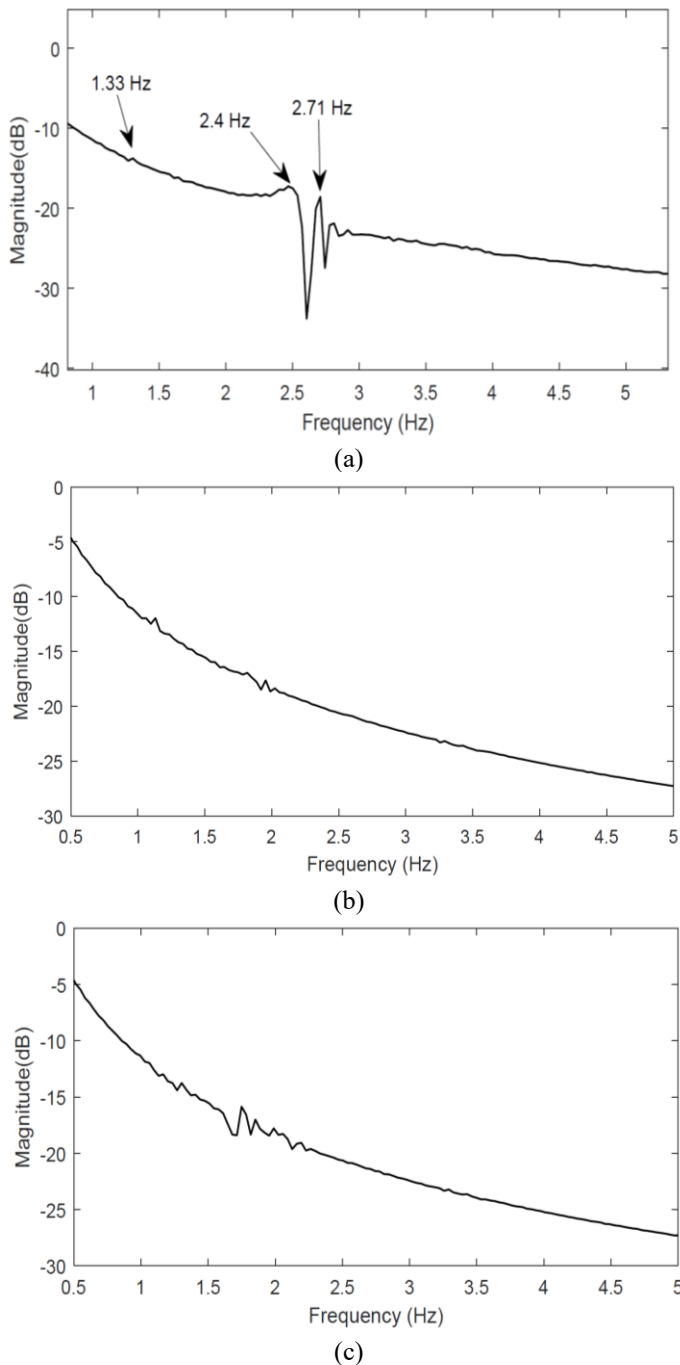 0
1.33 Hz
2.4 Hz
2.71 Hz
-10
-20
-30
-40
Magnitude(dB)
1 1.5 2 2.5 3 3.5 4 4.5 5
Frequency (Hz)
(a)
0
-5
-10
-15
-20
-25
-30
Magnitude(dB)
0.5 1 1.5 2 2.5 3 3.5 4 4.5 5
Frequency (Hz)
(b)
0
-5
-10
-15
-20
-25
-30
Magnitude(dB)
0.5 1 1.5 2 2.5 3 3.5 4 4.5 5
Frequency (Hz)
(c)